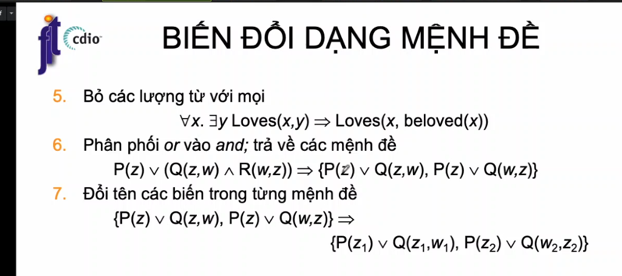 cdio
BIẾN ĐỔI DẠNG MỆNH ĐỀ
5. Bỏ các lượng từ với mọi
∀x. ∃y Loves(x,y) ⇒ Loves(x, beloved(x))
6. Phân phối or vào and; trả về các mệnh đề
P(z) ∨ (Q(z,w) ∧ R(w,z)) ⇒ {P(z) ∨ Q(z,w), P(z) ∨ Q(w,z)}
7. Đổi tên các biến trong từng mệnh đề
{P(z) ∨ Q(z,w), P(z) ∨ Q(w,z)} ⇒
{P(z₁) ∨ Q(z₁,w₁), P(z₂) ∨ Q(w₂,z₂)}